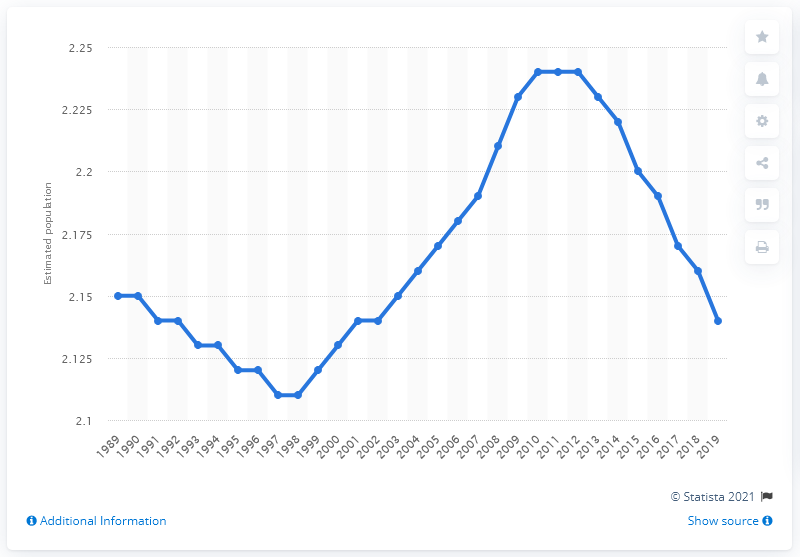 2.25
2.225
2.2
2.175
2.15
2.125
2.1
Estimated population
1989 1990 1991 1992 1993 1994 1995 1996 1997 1998 1999 2000 2001 2002 2003 2004 2005 2006 2007 2008 2009 2010 2011 2012 2013 2014 2015 2016 2017 2018 2019
© Statista 2021
Additional Information
Show source